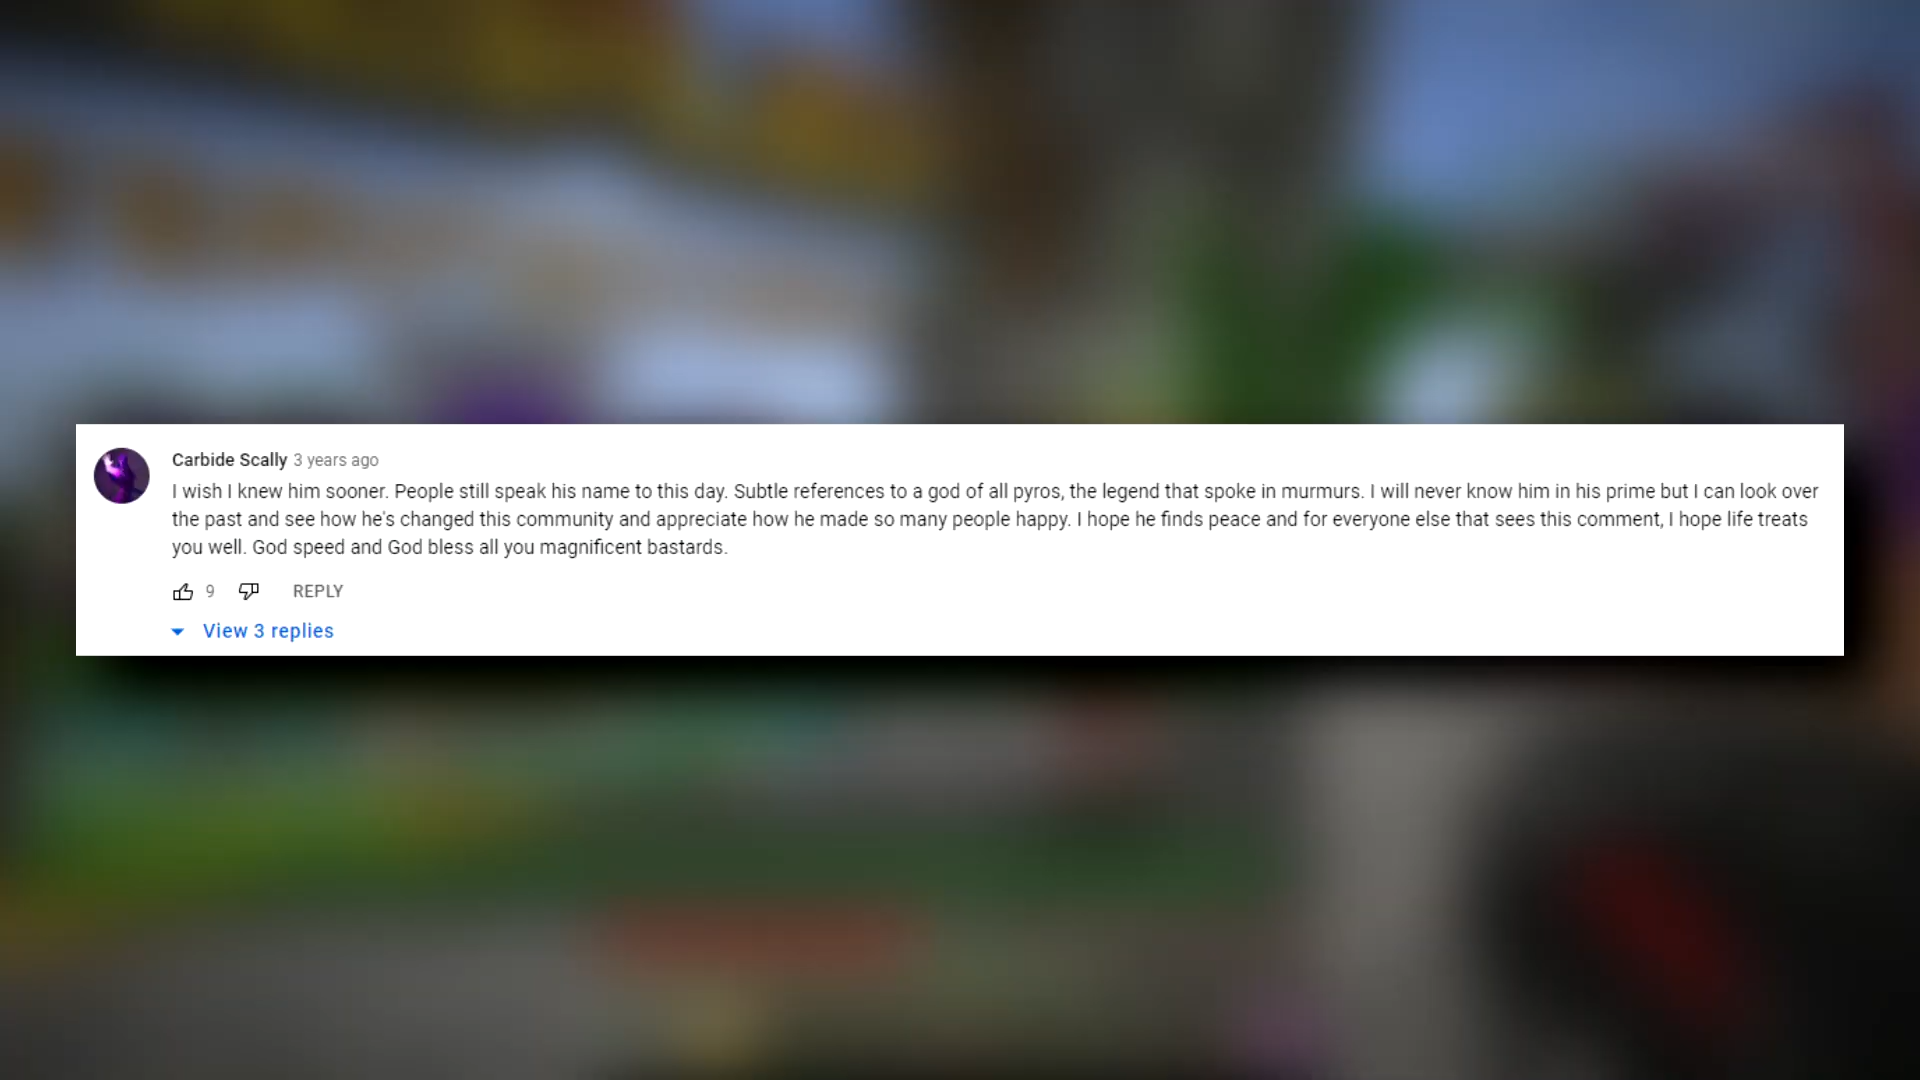 Carbide Scally 3 years ago
I wish I knew him sooner. People still speak his name to this day. Subtle references to a god of all pyros, the legend that spoke in murmurs. I will never know him in his prime but I can look over
the past and see how he's changed this community and appreciate how he made so many people happy. I hope he finds peace and for everyone else that sees this comment, I hope life treats
you well. God speed and God bless all you magnificent bastards.
9 REPLY
View 3 replies